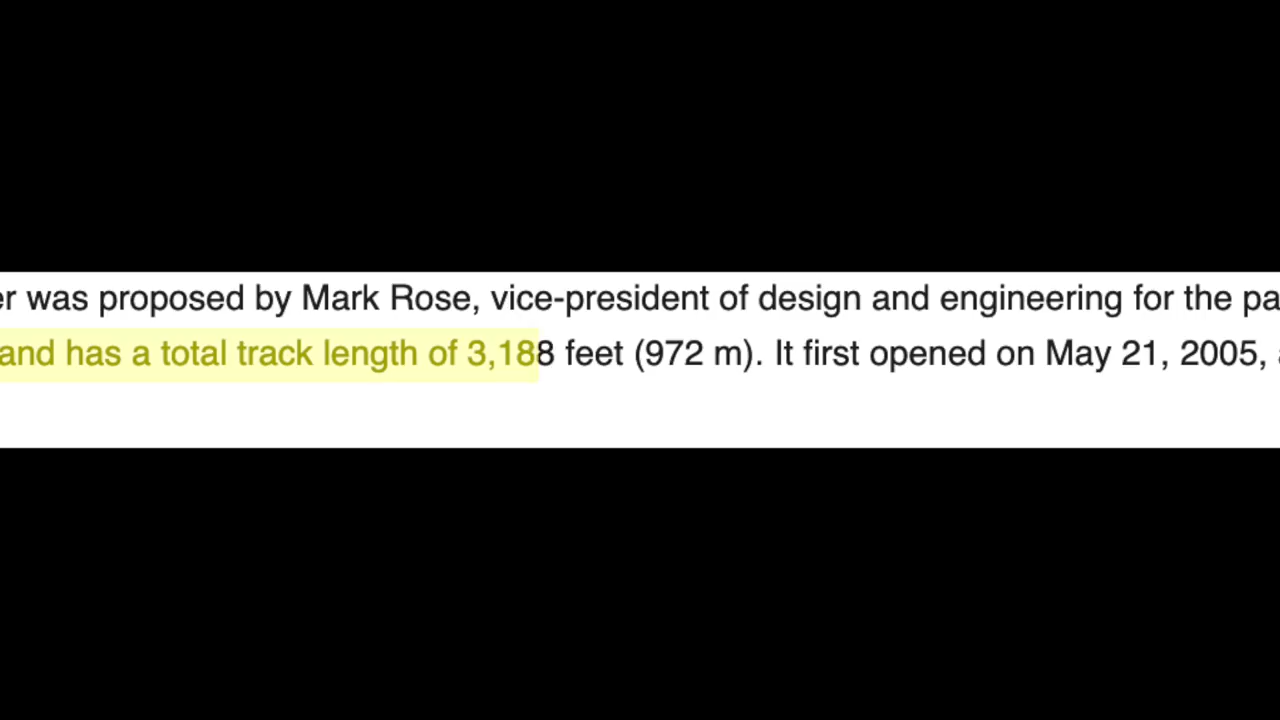 er was proposed by Mark Rose, vice-president of design and engineering for the pa
and has a total track length of 3,188 feet (972 m). It first opened on May 21, 2005,